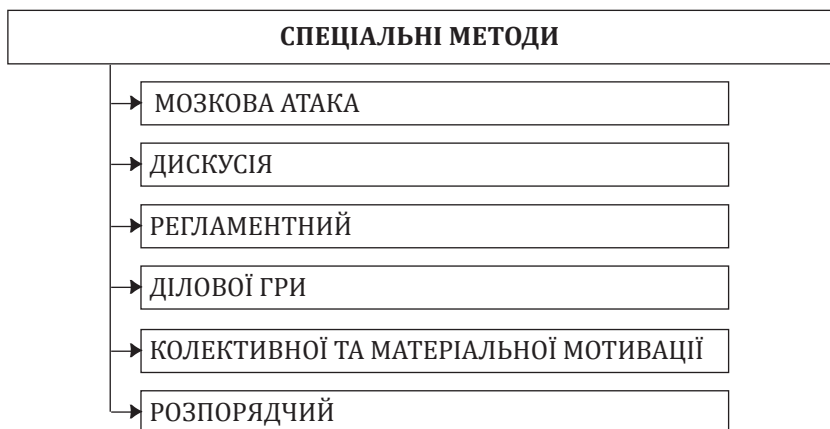 СПЕЦІАЛЬНІ МЕТОДИ
МОЗКОВА АТАКА
ДИСКУСІЯ
РЕГЛАМЕНТНИЙ
ДІЛОВОЇ ГРИ
КОЛЕКТИВНОЇ ТА МАТЕРІАЛЬНОЇ МОТИВАЦІЇ
РОЗПОРЯДЧИЙ